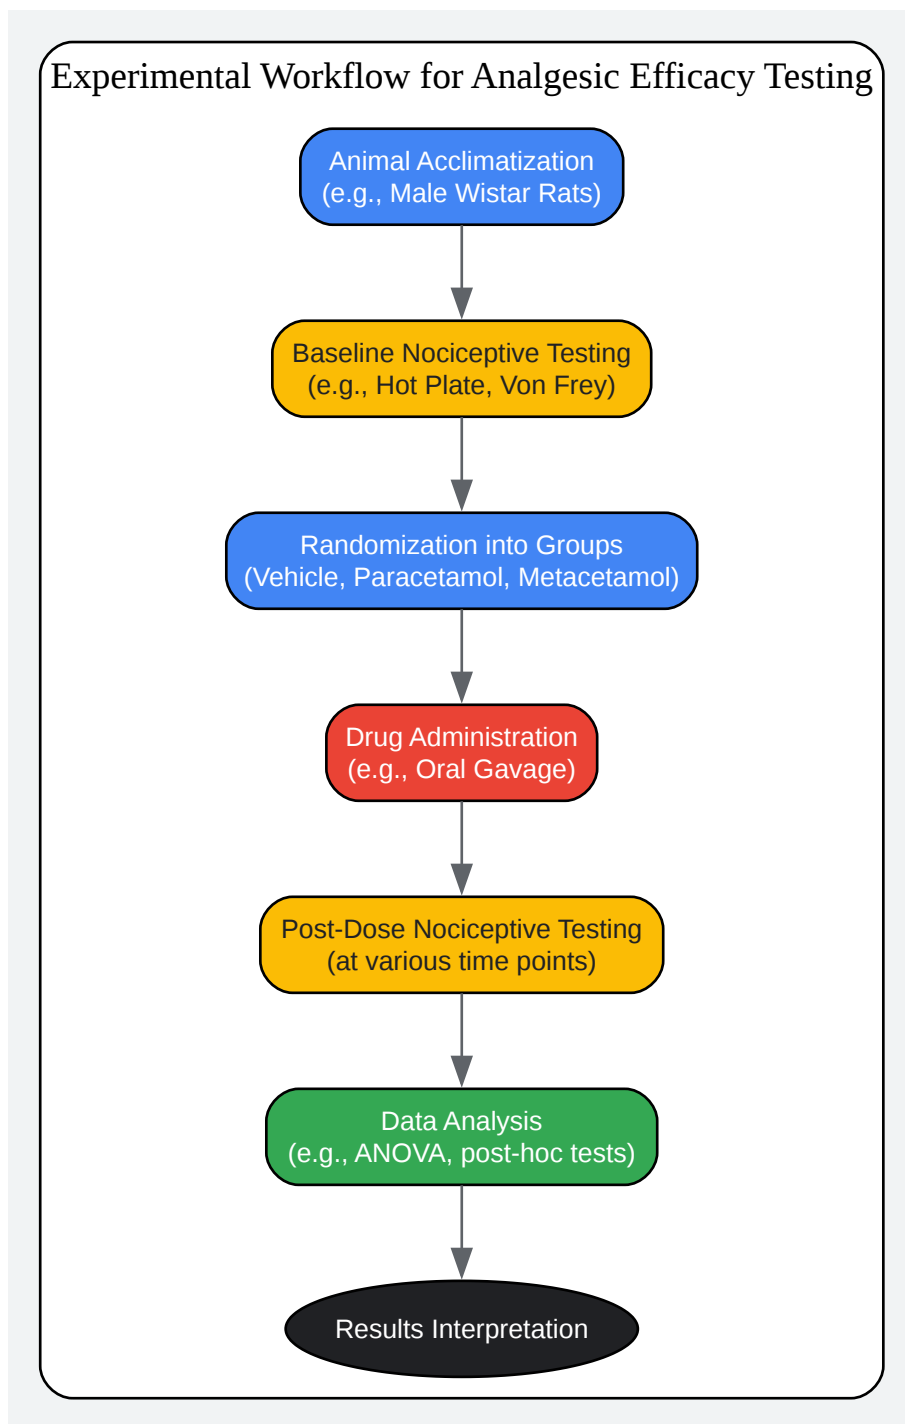 Experimental Workflow for Analgesic Efficacy Testing
Animal Acclimatization
(e.g., Male Wistar Rats)
Baseline Nociceptive Testing
(e.g., Hot Plate, Von Frey)
Randomization into Groups
(Vehicle, Paracetamol, Metacetamol)
Drug Administration
(e.g., Oral Gavage)
Post-Dose Nociceptive Testing
(at various time points)
Data Analysis
(e.g., ANOVA, post-hoc tests)
Results Interpretation